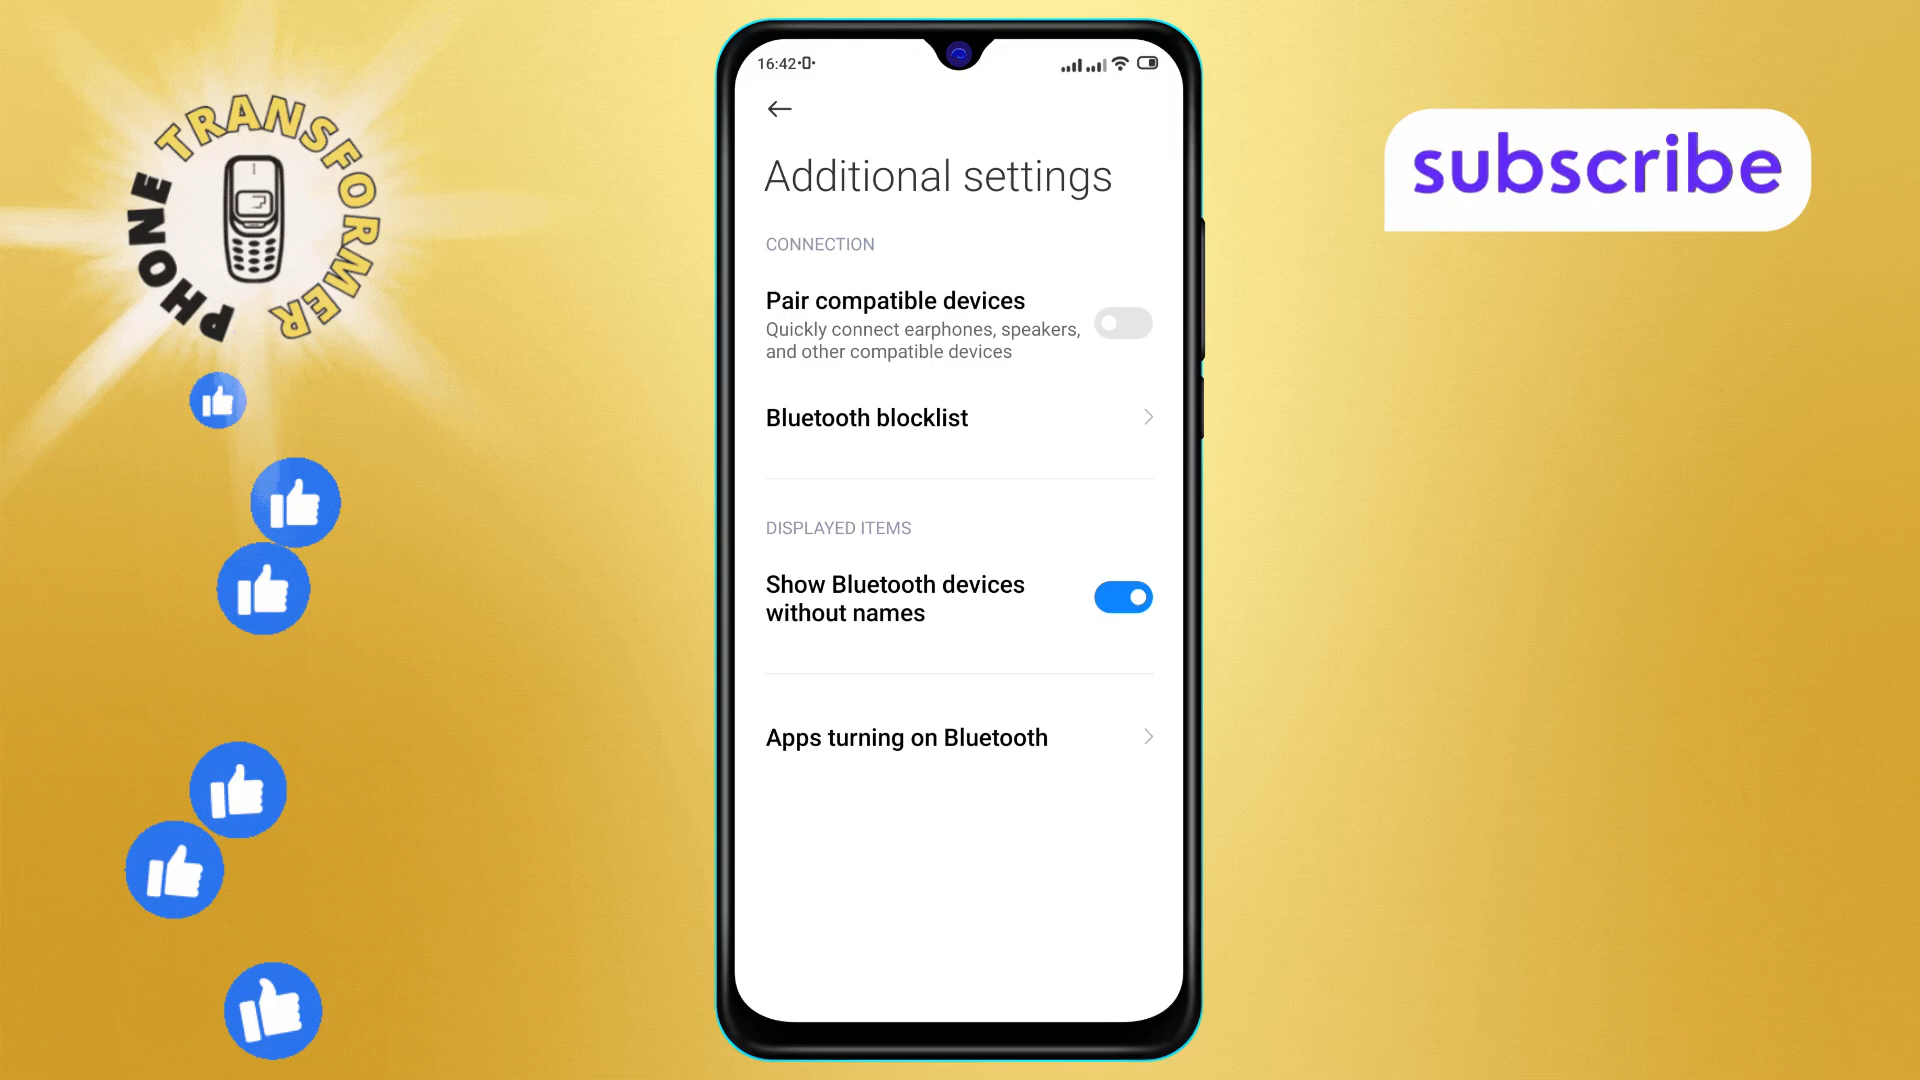 PHONE TRANSFORMER
subscribe
16:42
Additional settings
CONNECTION
Pair compatible devices
Quickly connect earphones, speakers,
and other compatible devices
Bluetooth blocklist
DISPLAYED ITEMS
Show Bluetooth devices
without names
Apps turning on Bluetooth